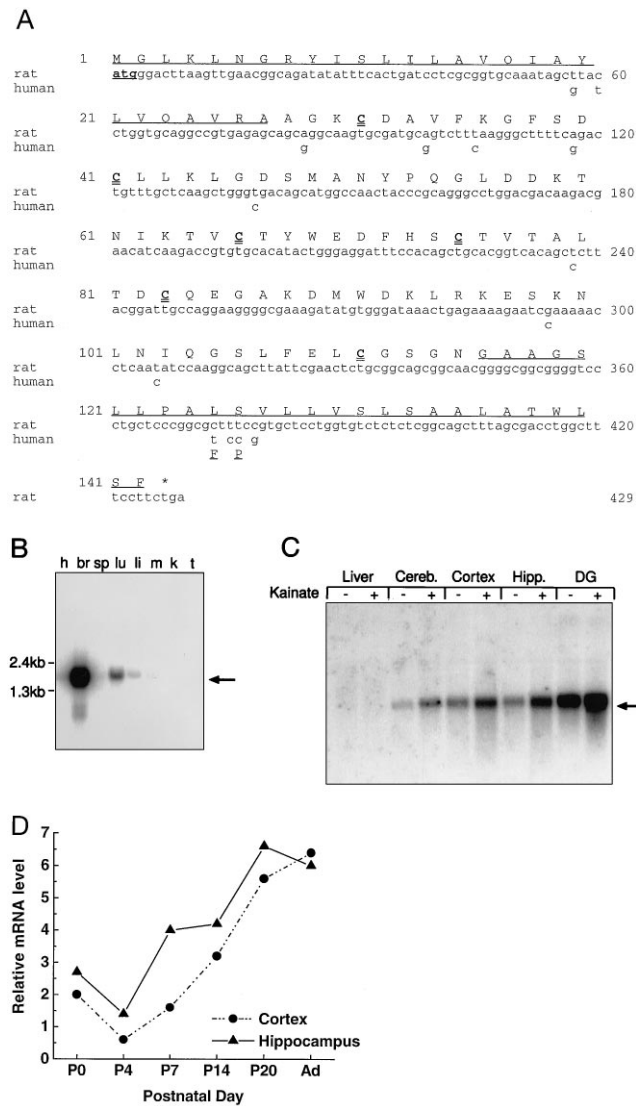 A
1 M G L K L N G R Y I S L I L A V Q I A Y
rat atgggacttaagttgaacggcagatatatttcactgatcctcgcggtgcaaatagcttac 60
human g t
21 L V Q A V R A A G K C D A V F K G F S D
rat ctggtgcaggccgtgagagcagcaggcaagtgcgatgcagtctttaagggcttttcagac 120
human g g c g
41 C L L K L G D S M A N Y P Q G L D D K T
rat tgtttgctcaagctgggtgacagcatggccaactacccgcagggcctggacgacaagacg 180
human c
61 N I K T V C T Y W E D F H S C T V T A L
rat aacatcaagaccgtgtgcacatactgggaggatttccacagctgcacggtcacagctctt 240
human c
81 T D C Q E G A K D M W D K L R K E S K N
rat acggattgccaggaaggggcgaaagatatgtgggataaactgagaaaagaatcgaaaaac 300
human c
101 L N I Q G S L F E L C G S G N G A A G S
rat ctcaatatccaaggcagcttattcgaactctgcggcagcggcaacggggcggcggggtcc 360
human c
121 L L P A L S V L L V S L S A A L A T W L
rat ctgctcccggcgctttccgtgctcctggtgtctctctcggcagctttagcgacctggctt 420
human t cc g
F P
141 S F *
rat tccttctga 429
B
h br sp lu li m k t
2.4kb
1.3kb
C
Liver Cereb. Cortex Hipp. DG
Kainate - + - + - + - + - +
D
Relative mRNA level
7
6
5
4
3
2
1
0
Cortex
Hippocampus
P0 P4 P7 P14 P20 Ad
Postnatal Day